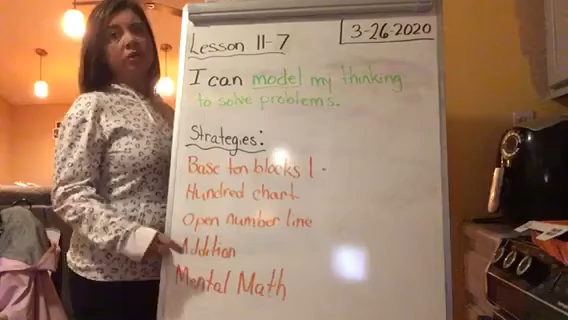 Lesson 11-7
3-26-2020
I can model my thinking
to solve problems.
Strategies:
Base ten blocks | .
Hundred chart
Open number line
Addition
Mental Math